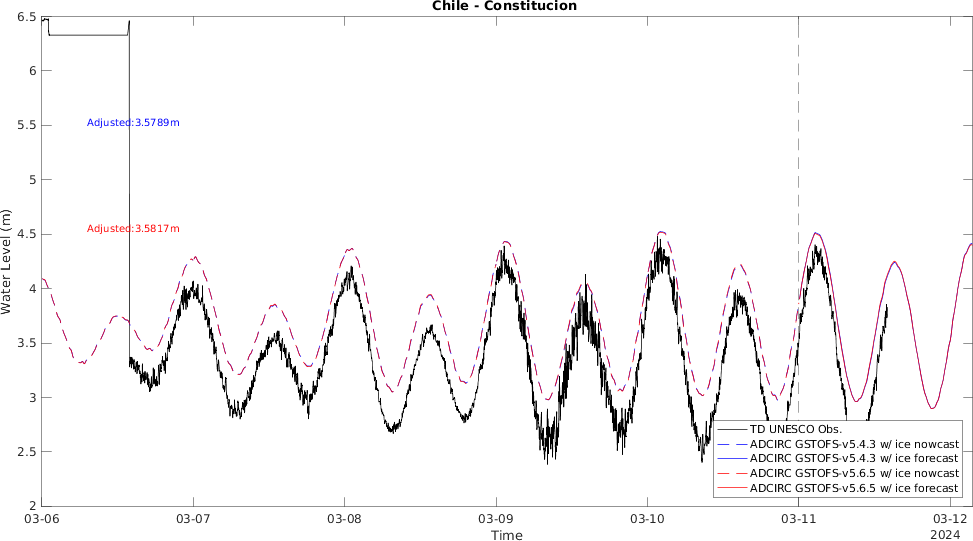 Chile - Constitucion
6.5
6
5.5
5
4.5
4
3.5
3
2.5
2
Water Level (m)
Adjusted:3.5789m
Adjusted:3.5817m
TD UNESCO Obs.
ADCIRC GSTOFS-v5.4.3 w/ ice nowcast
ADCIRC GSTOFS-v5.4.3 w/ ice forecast
ADCIRC GSTOFS-v5.6.5 w/ ice nowcast
ADCIRC GSTOFS-v5.6.5 w/ ice forecast
03-06 03-07 03-08 03-09 03-10 03-11 03-12
Time
2024